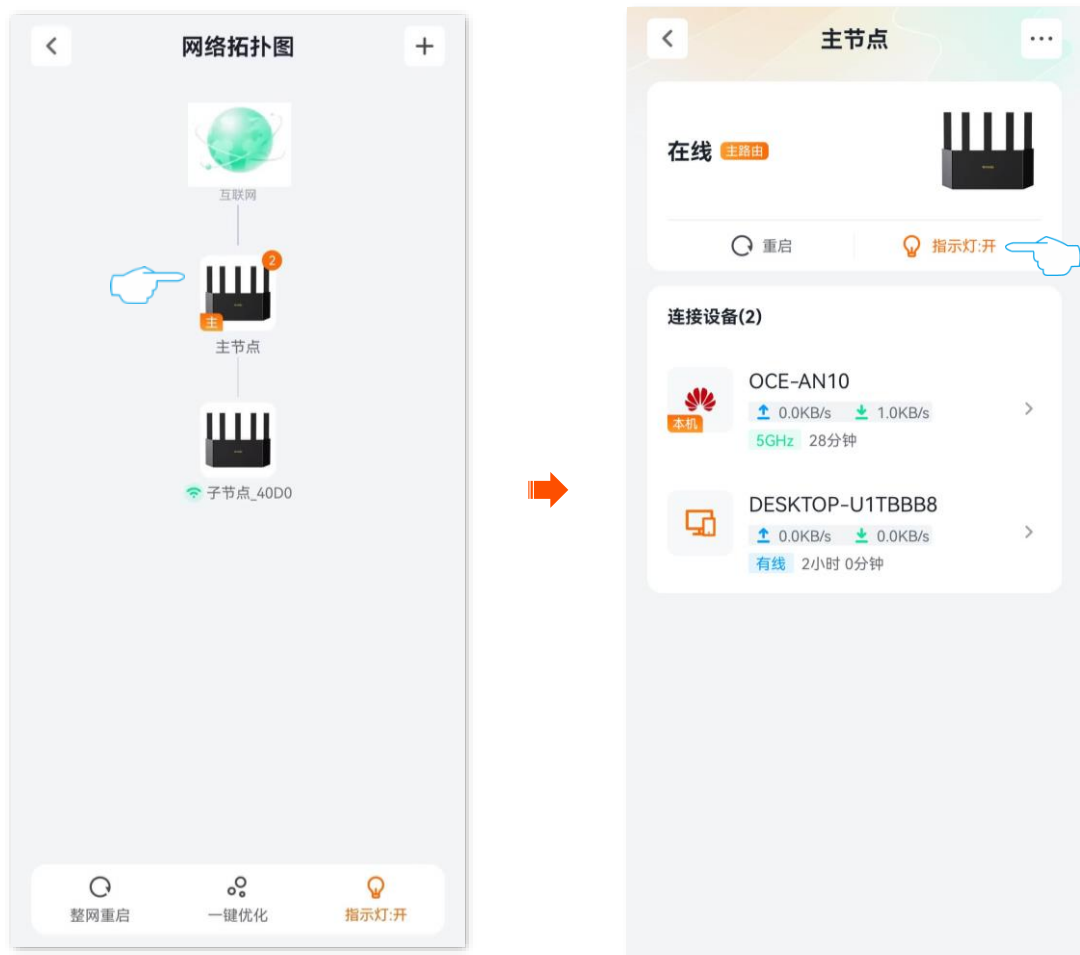 网络拓扑图
互联网
2
主
主节点
子节点_40D0
整网重启
一键优化
指示灯:开
主节点
在线 主路由
重启
指示灯:开
连接设备(2)
OCE-AN10
本机
0.0KB/s 1.0KB/s
5GHz 28分钟
DESKTOP-U1TBBB8
0.0KB/s 0.0KB/s
有线 2小时 0分钟